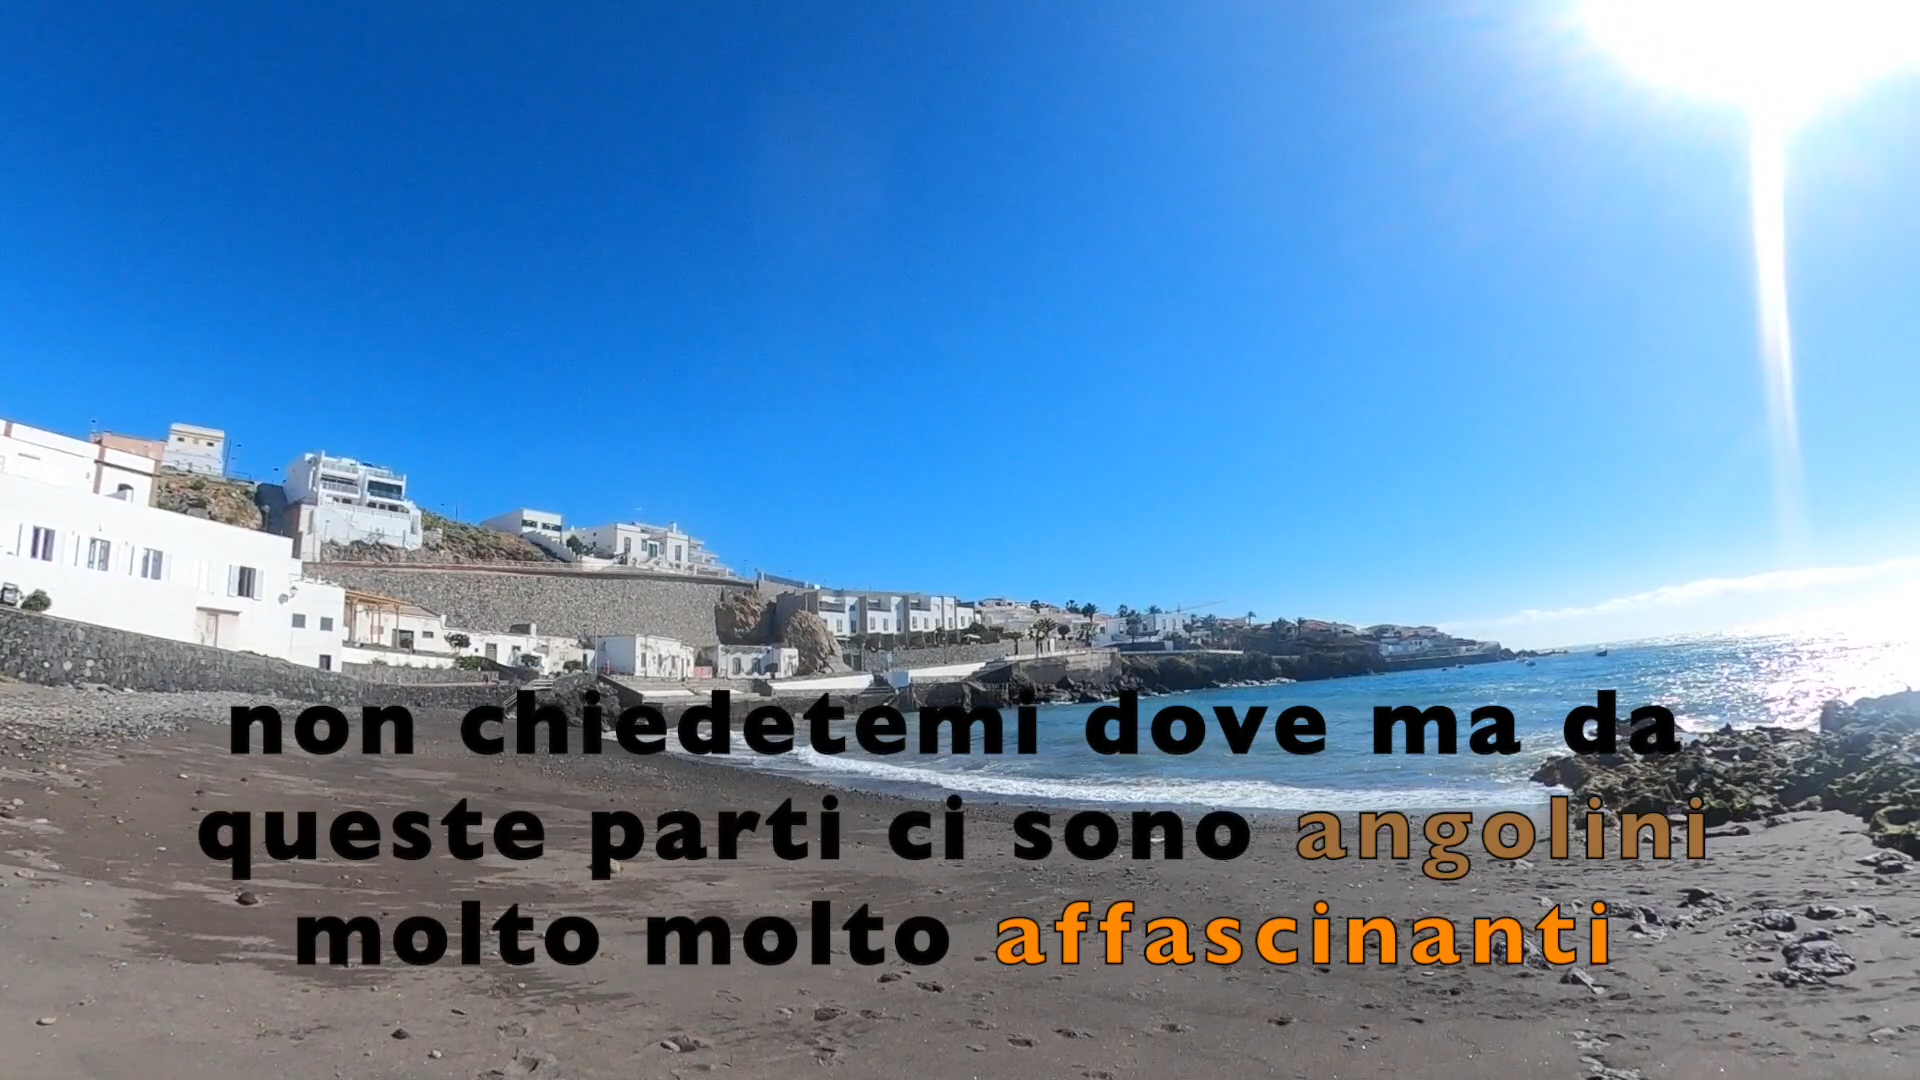 non chiedetemi dove ma da
queste parti ci sono angolini
molto molto affascinanti